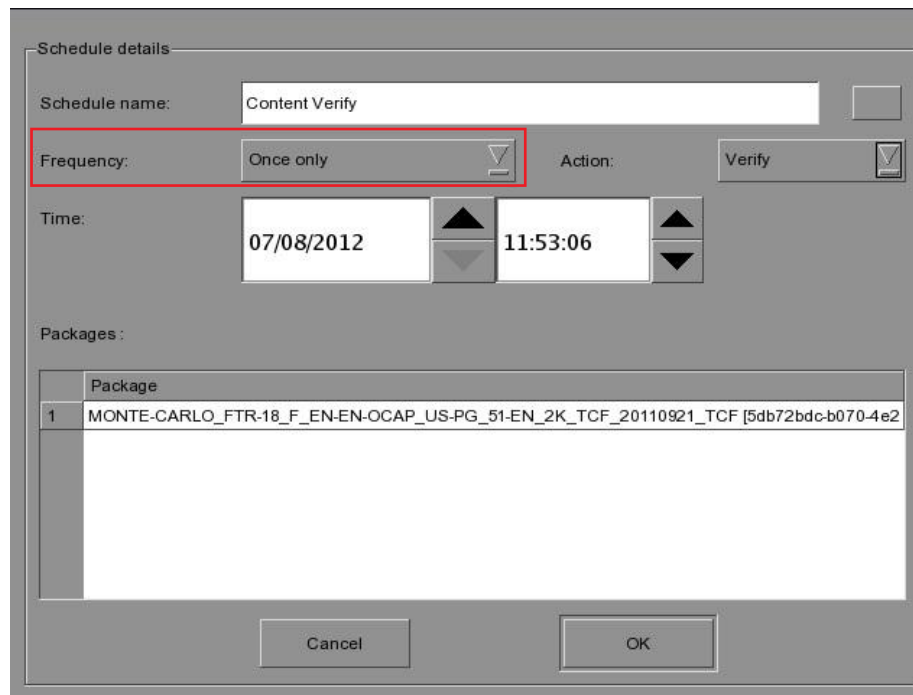 Schedule details
Schedule name: Content Verify
Frequency: Once only Action: Verify
Time: 07/08/2012 11:53:06
Packages :
Package
1 MONTE-CARLO_FTR-18_F_EN-EN-OCAP_US-PG_51-EN_2K_TCF_20110921_TCF [5db72bdc-b070-4e2
Cancel OK